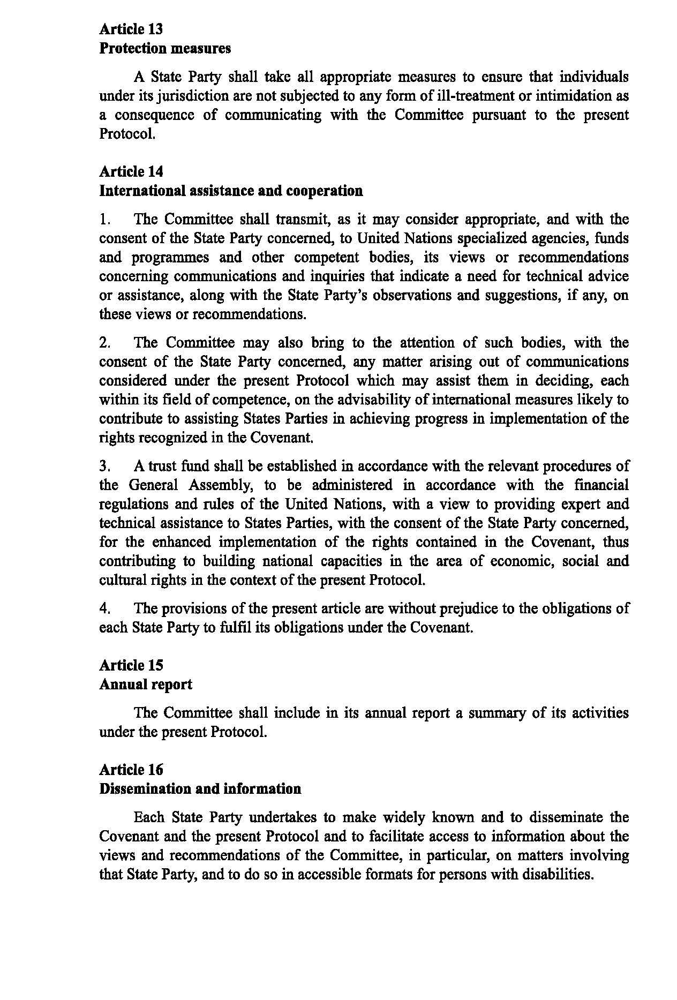 Article 13
Protection measures
A State Party shall take all appropriate measures to ensure that individuals
under its jurisdiction are not subjected to any form of ill-treatment or intimidation as
a consequence of communicating with the Committee pursuant to the present
Protocol.
Article 14
International assistance and cooperation
1. The Committee shall transmit, as it may consider appropriate, and with the
consent of the State Party concerned, to United Nations specialized agencies, funds
and programmes and other competent bodies, its views or recommendations
concerning communications and inquiries that indicate a need for technical advice
or assistance, along with the State Party’s observations and suggestions, if any, on
these views or recommendations.
2. The Committee may also bring to the attention of such bodies, with the
consent of the State Party concerned, any matter arising out of communications
considered under the present Protocol which may assist them in deciding, each
within its field of competence, on the advisability of international measures likely to
contribute to assisting States Parties in achieving progress in implementation of the
rights recognized in the Covenant.
3. A trust fund shall be established in accordance with the relevant procedures of
the General Assembly, to be administered in accordance with the financial
regulations and rules of the United Nations, with a view to providing expert and
technical assistance to States Parties, with the consent of the State Party concerned,
for the enhanced implementation of the rights contained in the Covenant, thus
contributing to building national capacities in the area of economic, social and
cultural rights in the context of the present Protocol.
4. The provisions of the present article are without prejudice to the obligations of
each State Party to fulfil its obligations under the Covenant.
Article 15
Annual report
The Committee shall include in its annual report a summary of its activities
under the present Protocol.
Article 16
Dissemination and information
Each State Party undertakes to make widely known and to disseminate the
Covenant and the present Protocol and to facilitate access to information about the
views and recommendations of the Committee, in particular, on matters involving
that State Party, and to do so in accessible formats for persons with disabilities.